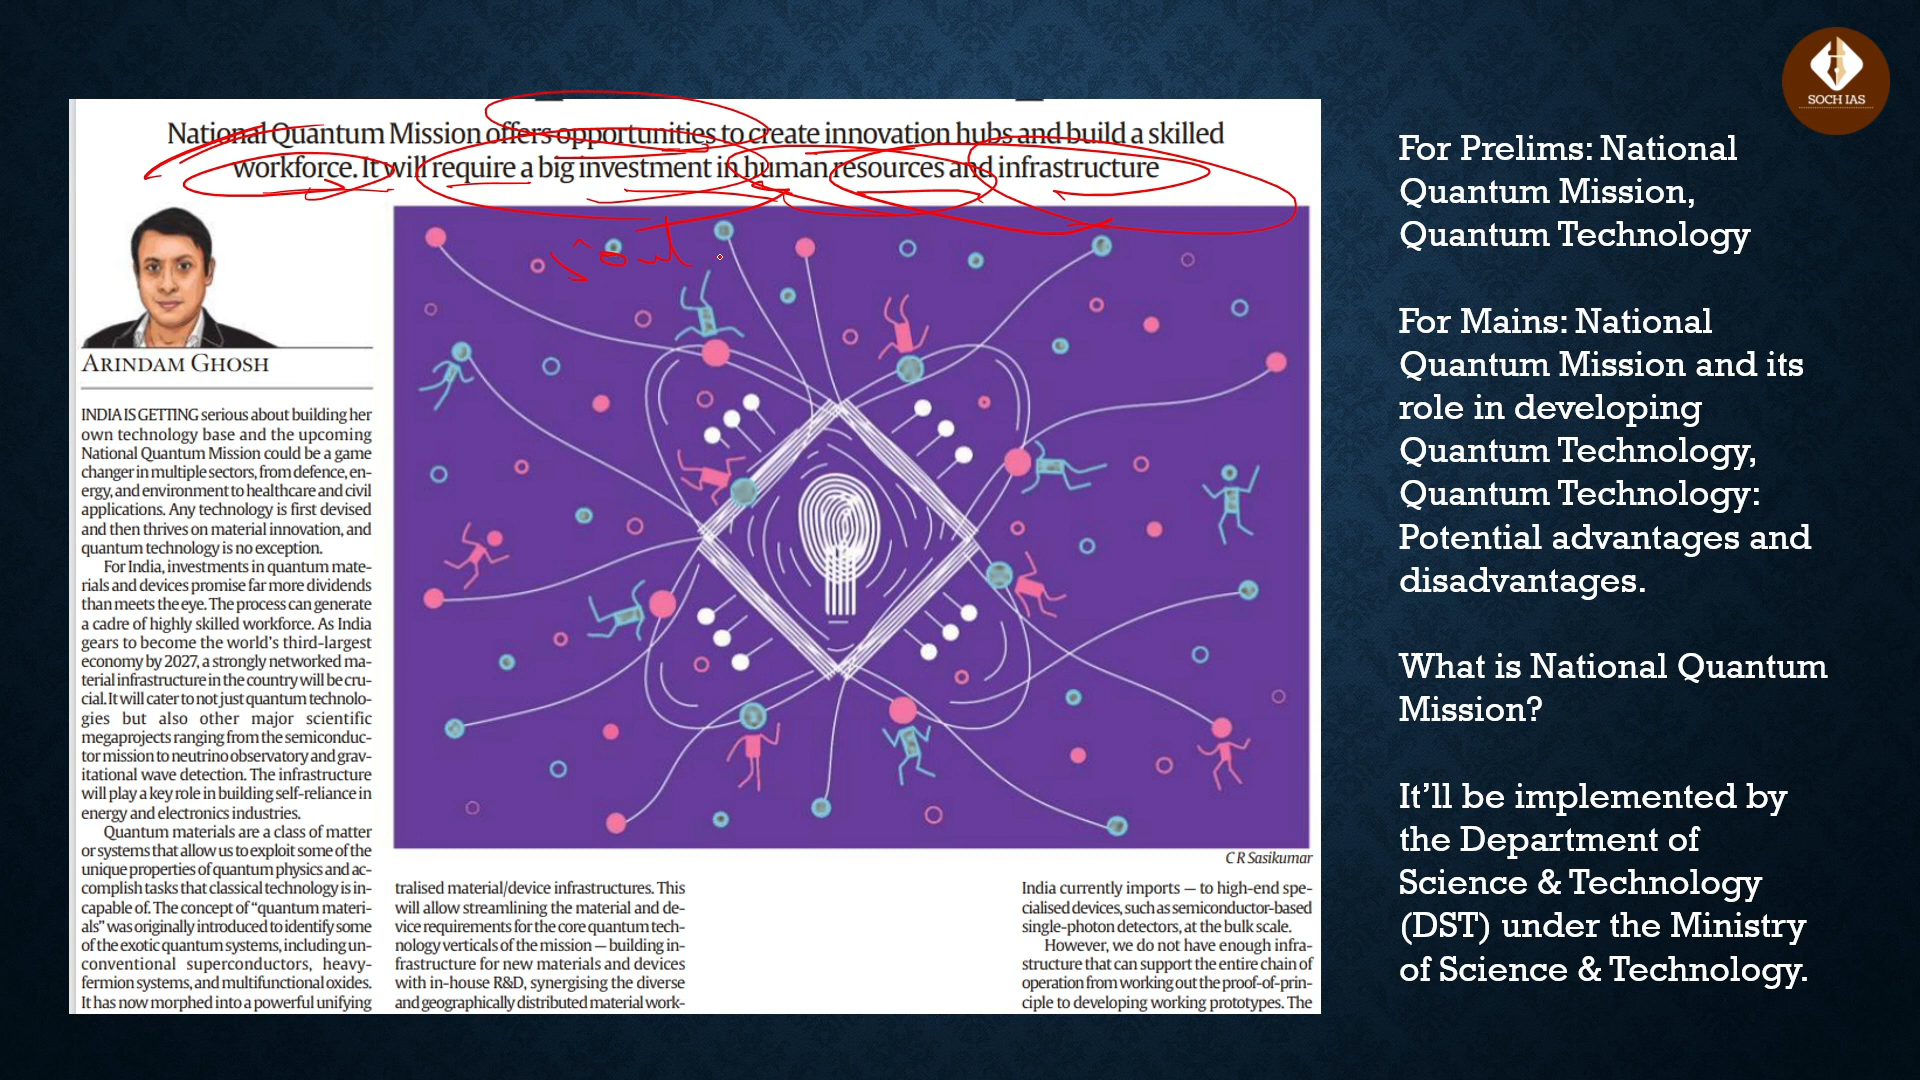 National Quantum Mission offers opportunities to create innovation hubs and build a skilled
workforce. It will require a big investment in human resources and infrastructure
ARINDAM GHOSH
INDIA IS GETTING serious about building her
own technology base and the upcoming
National Quantum Mission could be a game
changer in multiple sectors, from defence, en-
ergy, and environment to healthcare and civil
applications. Any technology is first devised
and then thrives on material innovation, and
quantum technology is no exception.
For India, investments in quantum mate-
rials and devices promise far more dividends
than meets the eye. The process can generate
a cadre of highly skilled workforce. As India
gears to become the world's third-largest
economy by 2027, a strongly networked ma-
terial infrastructure in the country will be cru-
cial. It will cater to not just quantum technolo-
gies but also other major scientific
megaprojects ranging from the semiconduc-
tor mission to neutrino observatory and grav-
itational wave detection. The infrastructure
will play a key role in building self-reliance in
energy and electronics industries.
Quantum materials are a class of matter
or systems that allow us to exploit some of the
unique properties of quantum physics and ac-
complish tasks that classical technology is in-
capable of. The concept of “quantum materi-
als” was originally introduced to identify some
of the exotic quantum systems, including un-
conventional superconductors, heavy-
fermion systems, and multifunctional oxides.
It has now morphed into a powerful unifying
C R Sasikumar
tralised material/device infrastructures. This
will allow streamlining the material and de-
vice requirements for the core quantum tech-
nology verticals of the mission — building in-
frastructure for new materials and devices
with in-house R&D, synergising the diverse
and geographically distributed material work-
India currently imports — to high-end spe-
cialised devices, such as semiconductor-based
single-photon detectors, at the bulk scale.
However, we do not have enough infra-
structure that can support the entire chain of
operation from working out the proof-of-prin-
ciple to developing working prototypes. The
SOCH IAS
For Prelims: National
Quantum Mission,
Quantum Technology
For Mains: National
Quantum Mission and its
role in developing
Quantum Technology,
Quantum Technology:
Potential advantages and
disadvantages.
What is National Quantum
Mission?
It’ll be implemented by
the Department of
Science & Technology
(DST) under the Ministry
of Science & Technology.